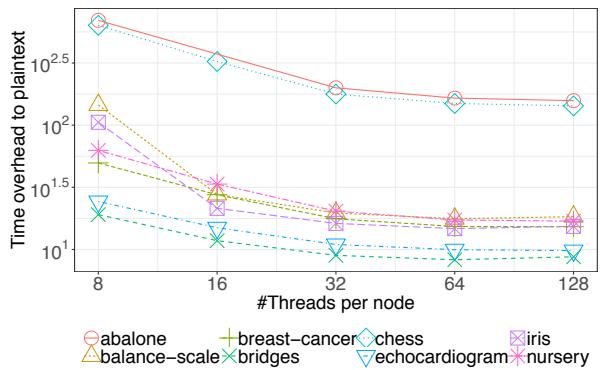 Time overhead to plaintext
10^2.5
10^2
10^1.5
10^1
8 16 32 64 128
#Threads per node
abalone breast−cancer chess iris
balance−scale bridges echocardiogram nursery